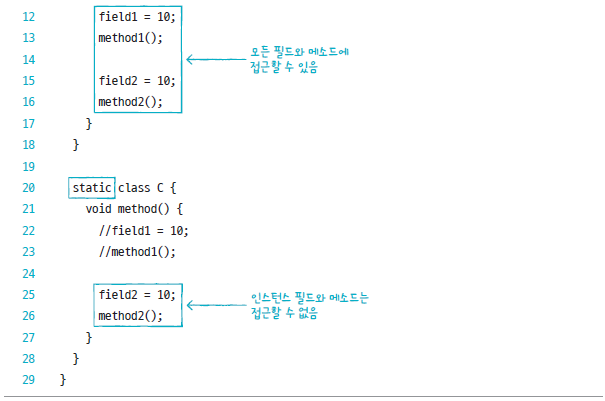 12 field1 = 10;
13 method1();
14
모든 필드와 메소드에
접근할 수 있음
15 field2 = 10;
16 method2();
17 }
18 }
19
20 static class C {
21 void method() {
22 //field1 = 10;
23 //method1();
24
25 field2 = 10;
26 method2();
인스턴스 필드와 메소드는
접근할 수 없음
27 }
28 }
29 }